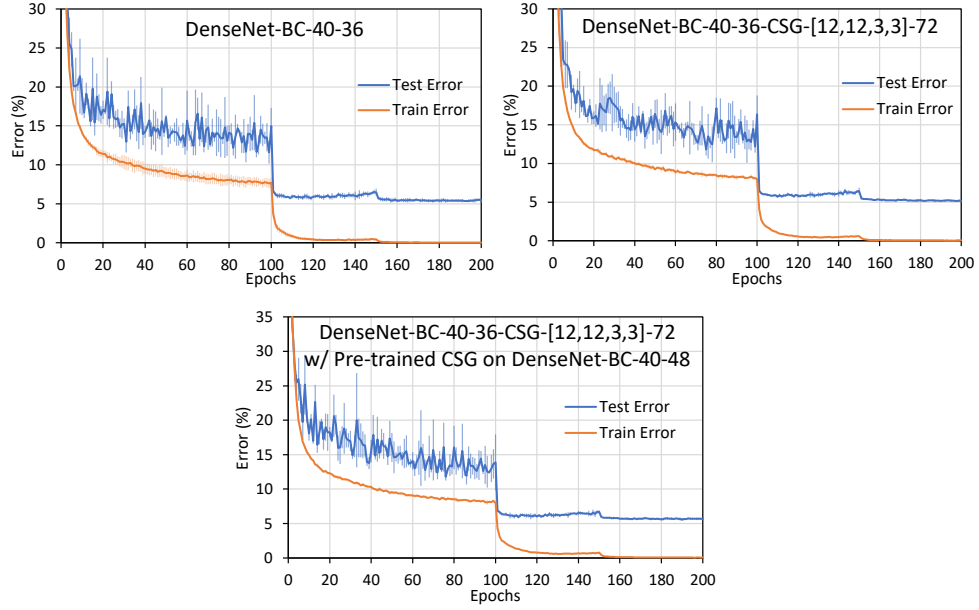 DenseNet-BC-40-36
30
25
20
15
10
5
0
Error (%)
Test Error
Train Error
0 20 40 60 80 100 120 140 160 180 200
Epochs
DenseNet-BC-40-36-CSG-[12,12,3,3]-72
30
25
20
15
10
5
0
Error (%)
Test Error
Train Error
0 20 40 60 80 100 120 140 160 180 200
Epochs
DenseNet-BC-40-36-CSG-[12,12,3,3]-72
w/ Pre-trained CSG on DenseNet-BC-40-48
35
30
25
20
15
10
5
0
Error (%)
Test Error
Train Error
0 20 40 60 80 100 120 140 160 180 200
Epochs